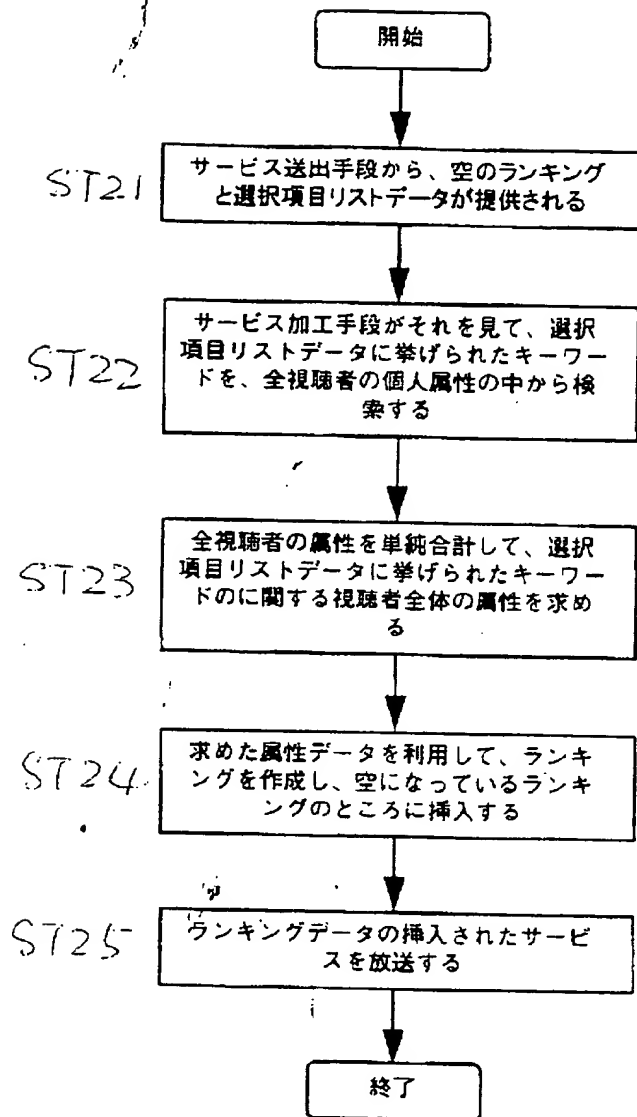 開始
ST21
サービス送出手段から、空のランキング
と選択項目リストデータが提供される
ST22
サービス加工手段がそれを見て、選択
項目リストデータに挙げられたキーワー
ドを、全視聴者の個人属性の中から検
索する
ST23
全視聴者の属性を単純合計して、選択
項目リストデータに挙げられたキーワー
ドのに関する視聴者全体の属性を求め
る
ST24
求めた属性データを利用して、ランキ
ングを作成し、空になっているランキ
ングのところに挿入する
ST25
ランキングデータの挿入されたサービ
スを放送する
終了